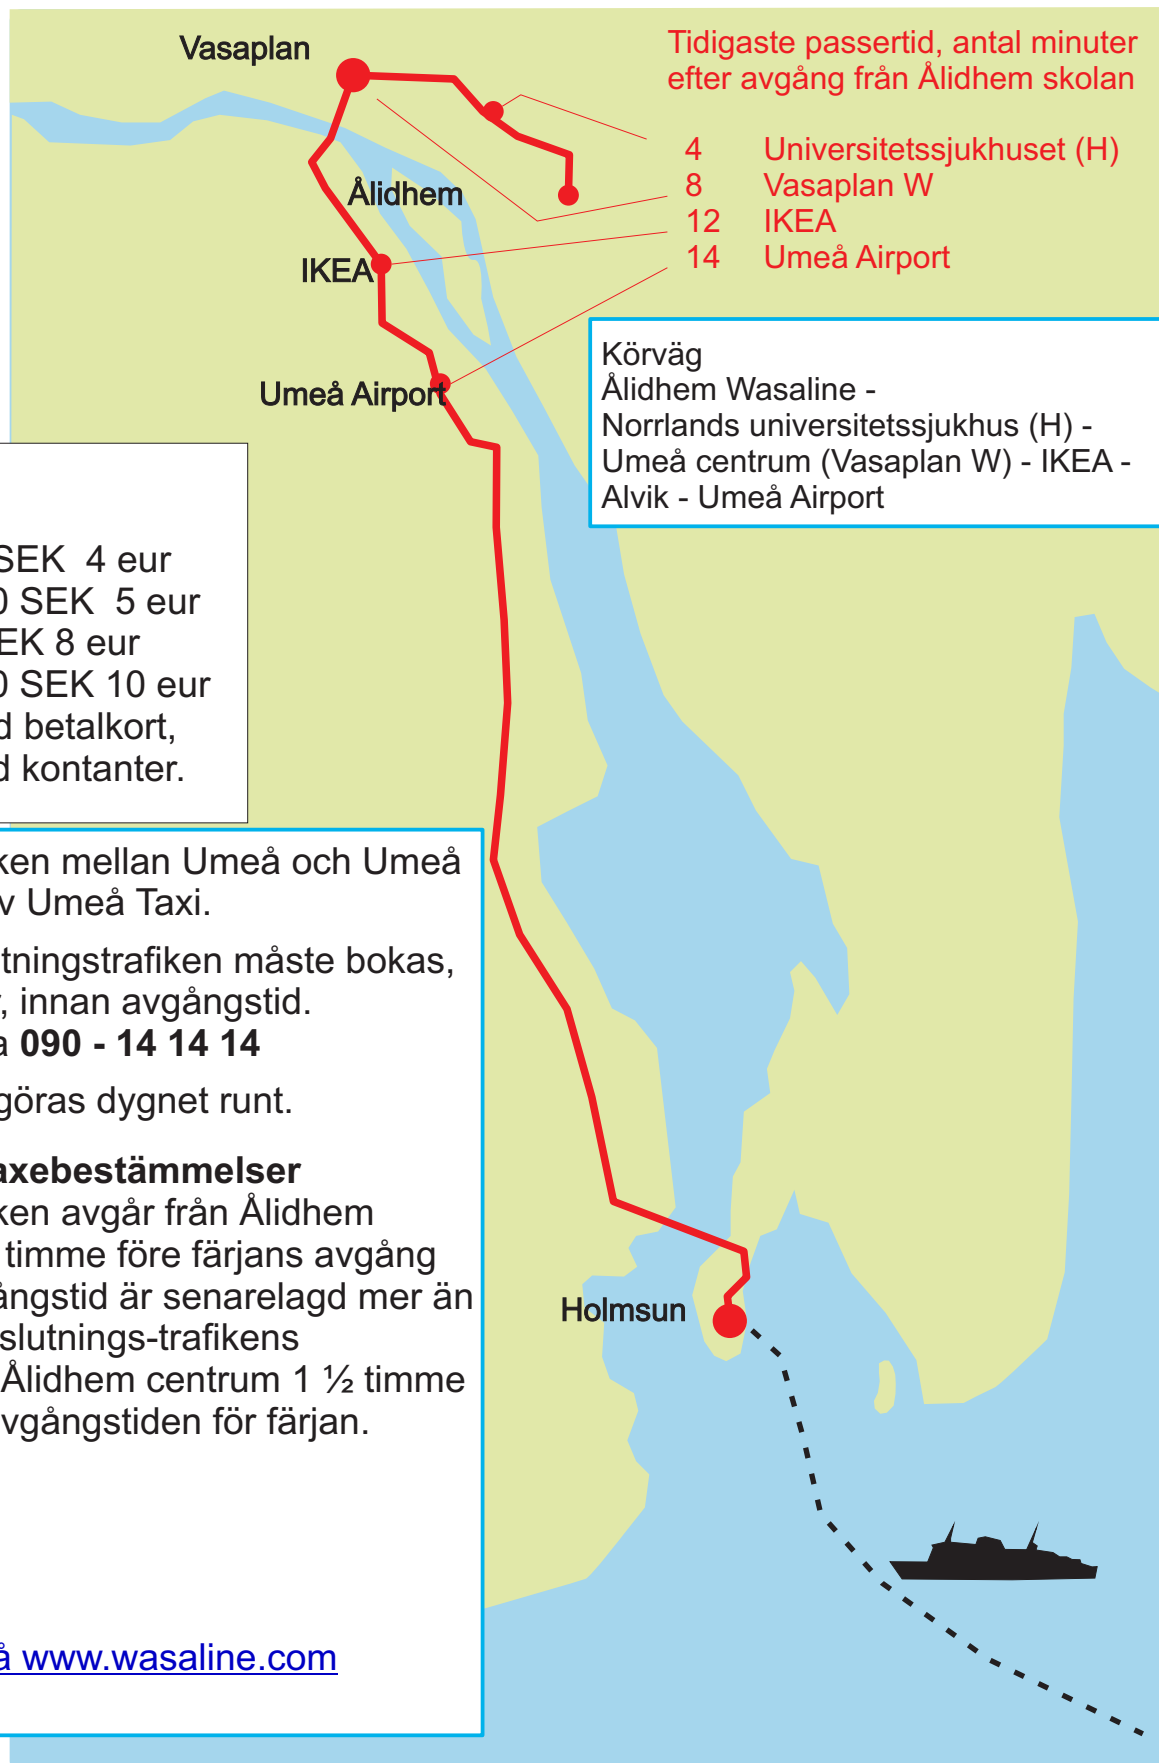 Vasaplan
Tidigaste passertid, antal minuter
efter avgång från Ålidhem skolan
4 Universitetssjukhuset (H)
8 Vasaplan W
12 IKEA
14 Umeå Airport
Ålidhem
IKEA
Umeå Airport
Körväg
Ålidhem Wasaline -
Norrlands universitetssjukhus (H) -
Umeå centrum (Vasaplan W) - IKEA -
Alvik - Umeå Airport
SEK 4 eur
0 SEK 5 eur
EK 8 eur
0 SEK 10 eur
d betalkort,
d kontanter.
ken mellan Umeå och Umeå
v Umeå Taxi.
tningstrafiken måste bokas,
, innan avgångstid.
a 090 - 14 14 14
göras dygnet runt.
axebestämmelser
ken avgår från Ålidhem
timme före färjans avgång
ångstid är senarelagd mer än
slutnings-trafikens
Ålidhem centrum 1 ½ timme
vgångstiden för färjan.
Holmsun
å www.wasaline.com